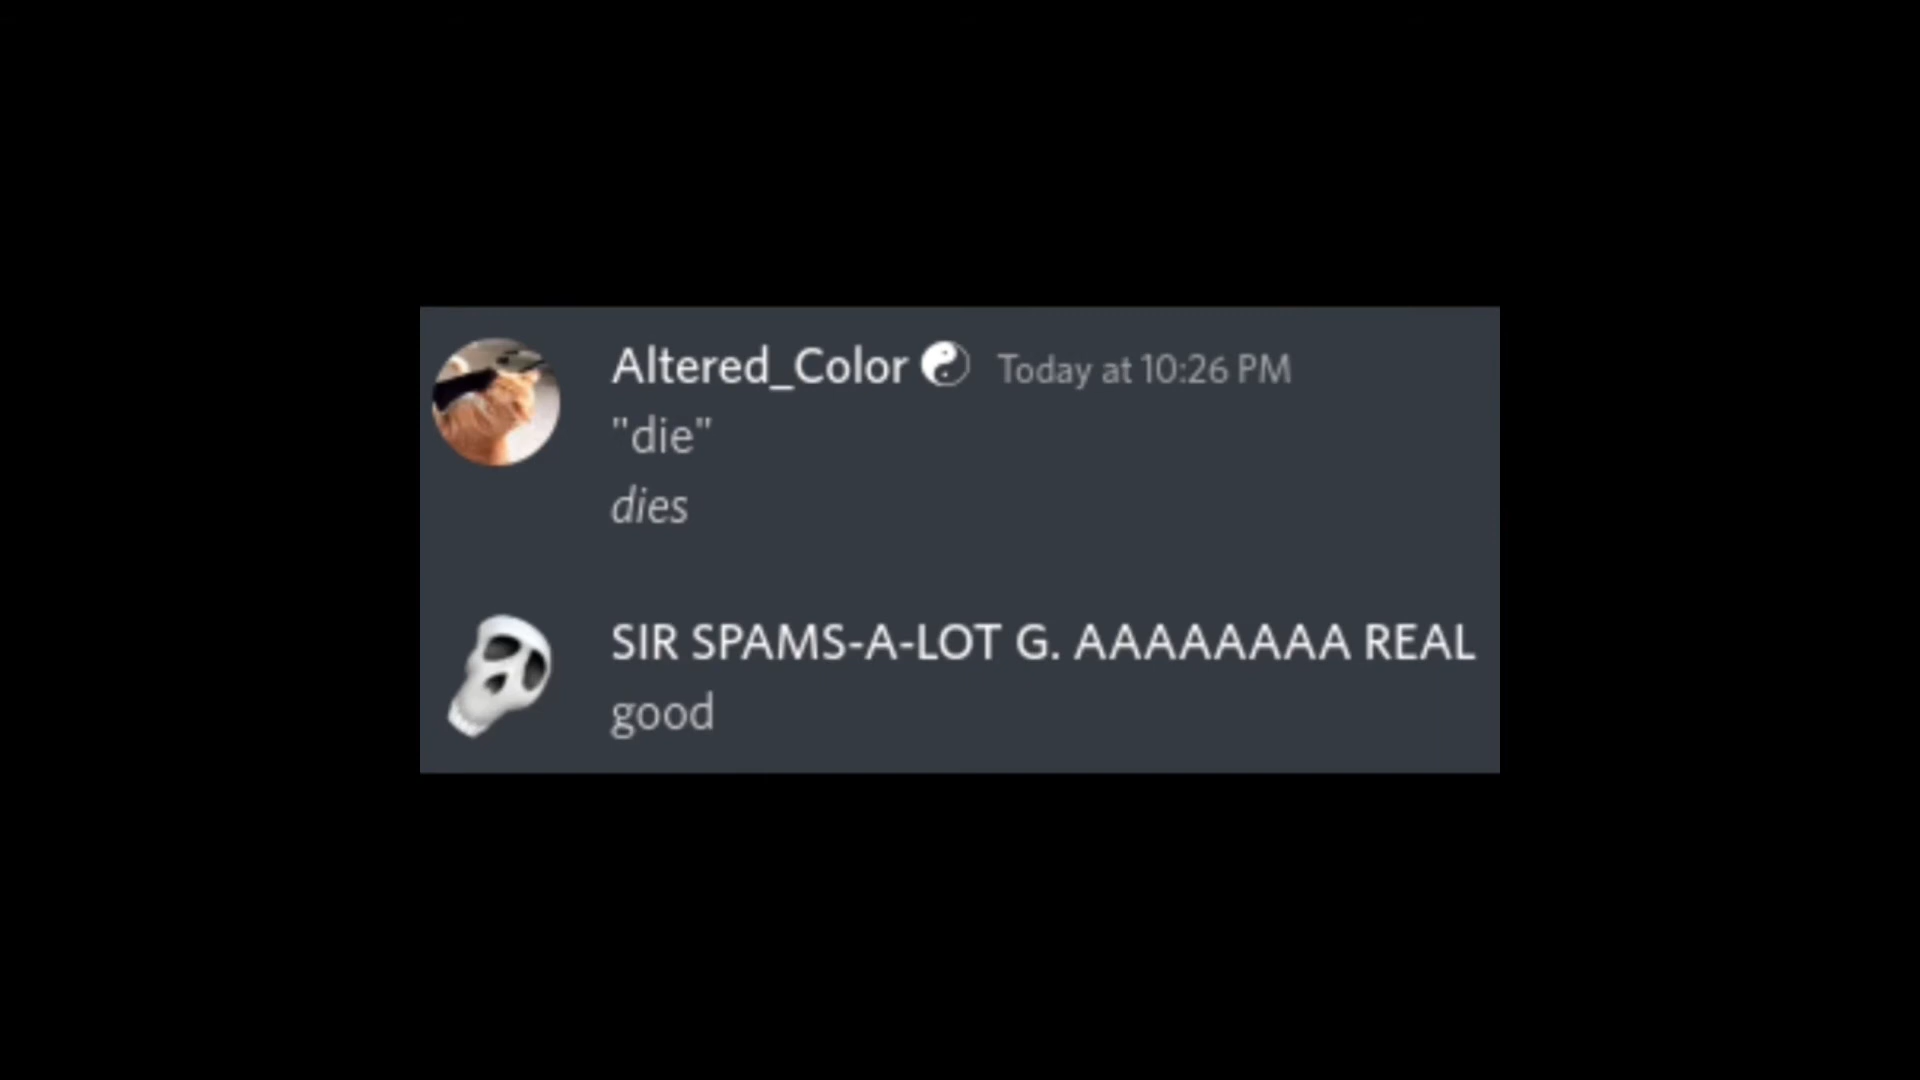 Altered_Color ☯ Today at 10:26 PM
"die"
dies
SIR SPAMS-A-LOT G. AAAAAAAA REAL
good